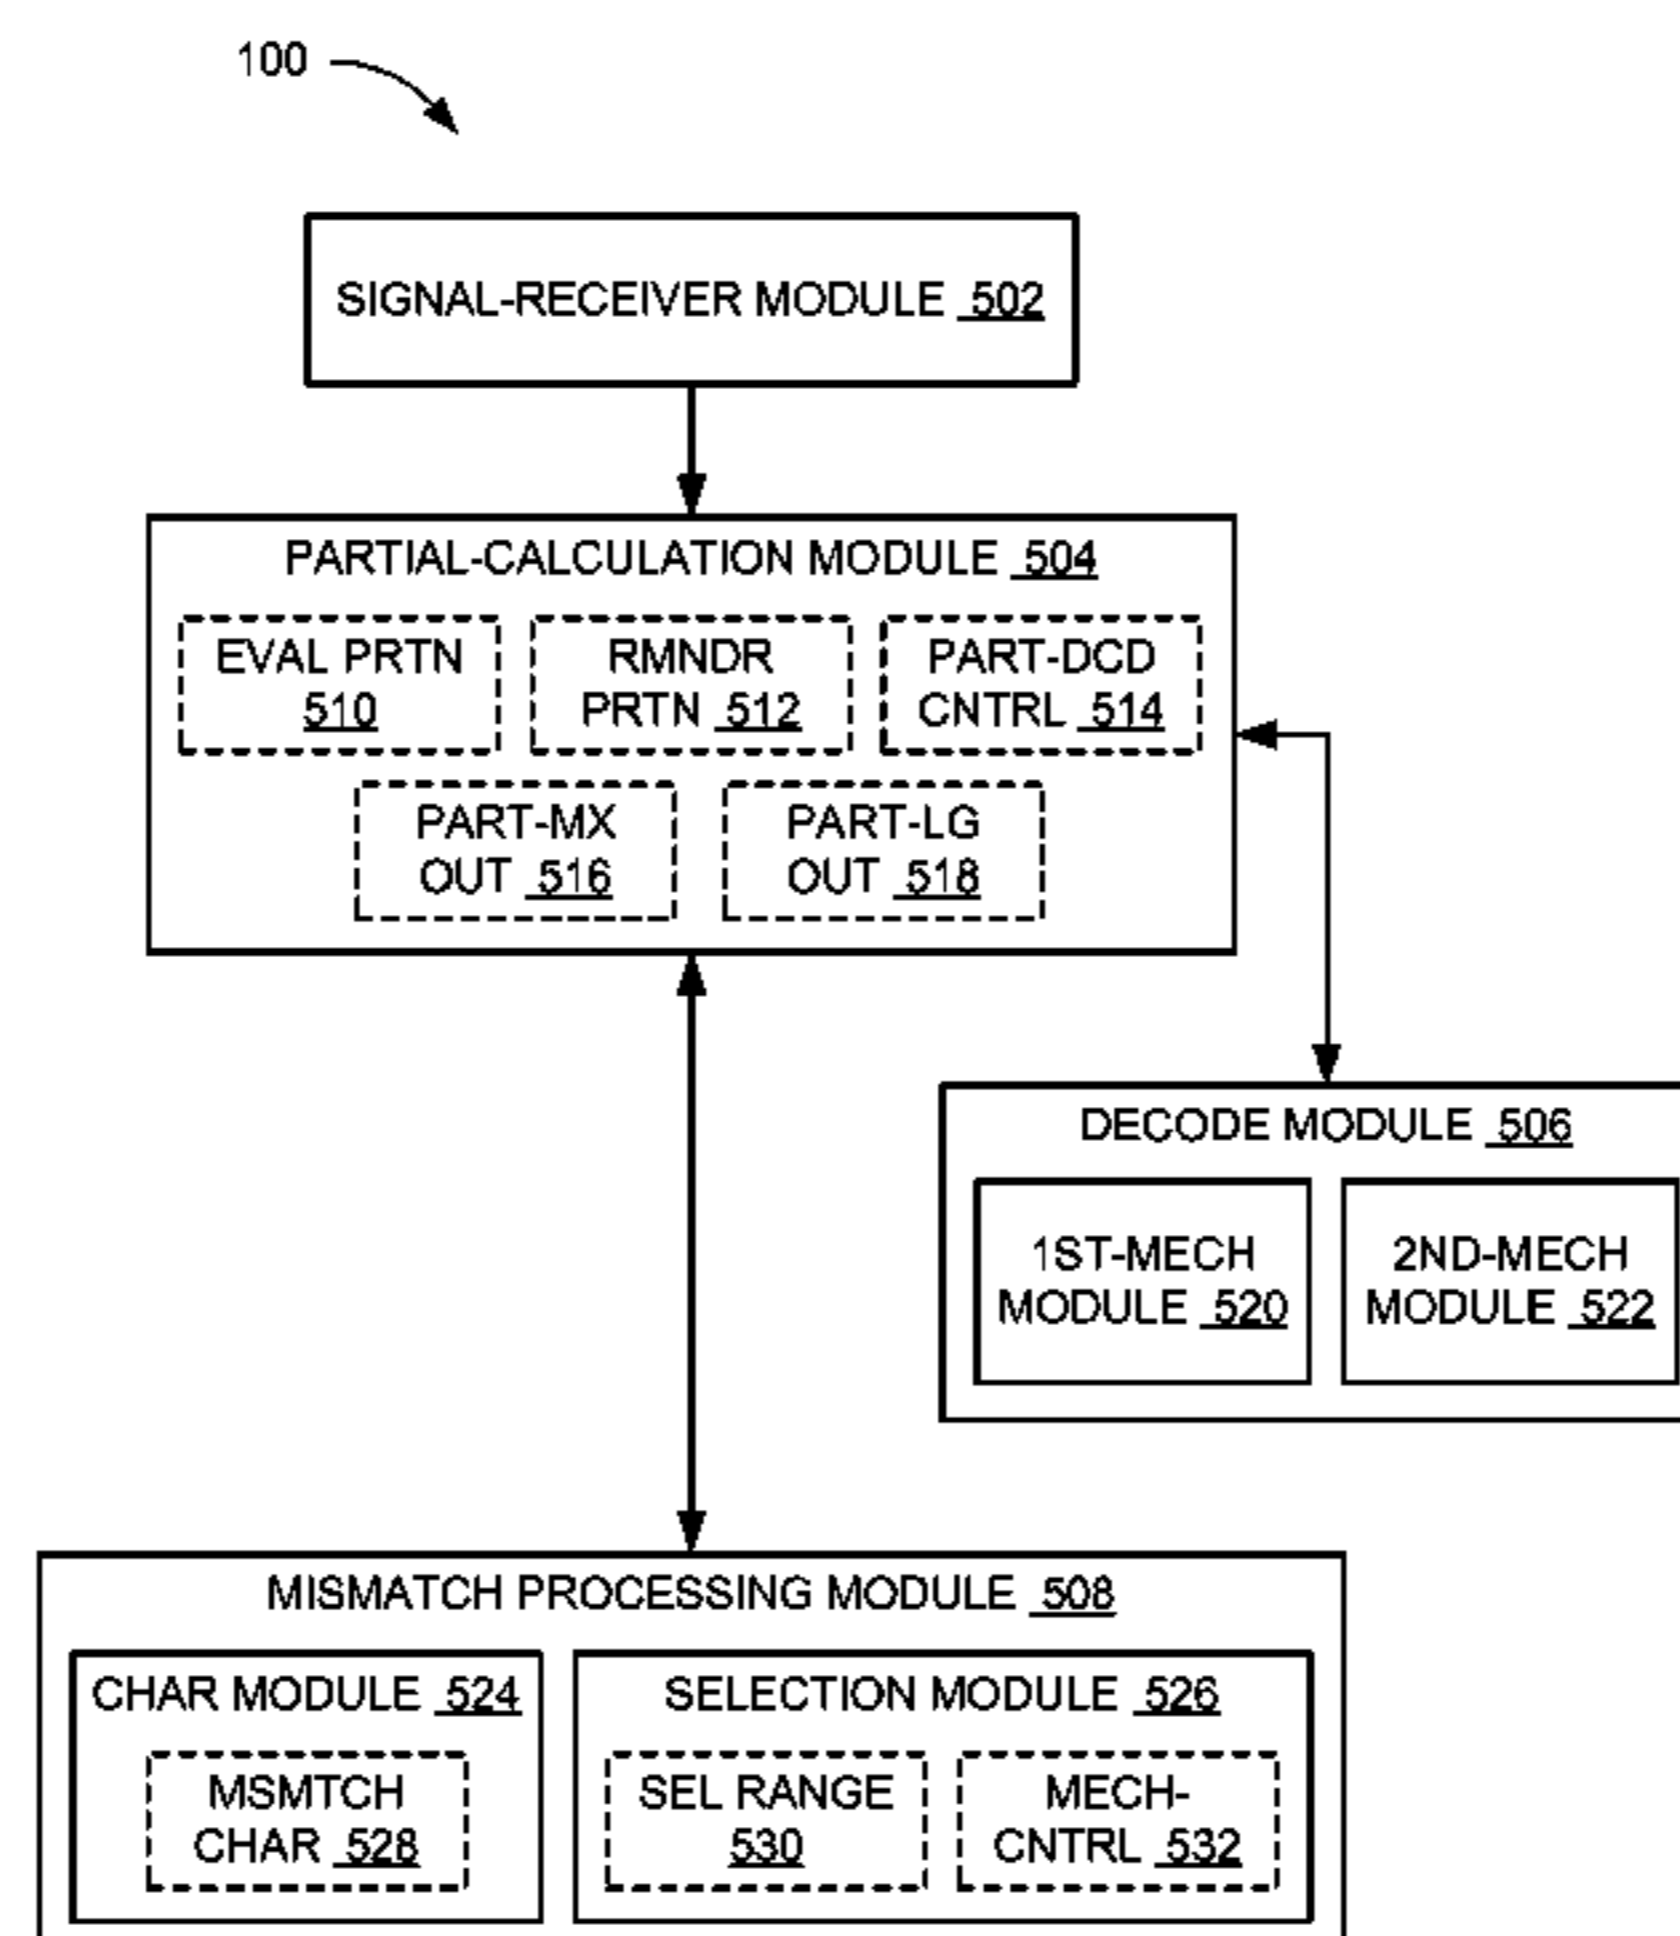 100
SIGNAL-RECEIVER MODULE 502
PARTIAL-CALCULATION MODULE 504
EVAL PRTN
510
RMNDR
PRTN 512
PART-DCD
CNTRL 514
PART-MX
OUT 516
PART-LG
OUT 518
DECODE MODULE 506
1ST-MECH
MODULE 520
2ND-MECH
MODULE 522
MISMATCH PROCESSING MODULE 508
CHAR MODULE 524
MSMTCH
CHAR 528
SELECTION MODULE 526
SEL RANGE
530
MECH-
CNTRL 532